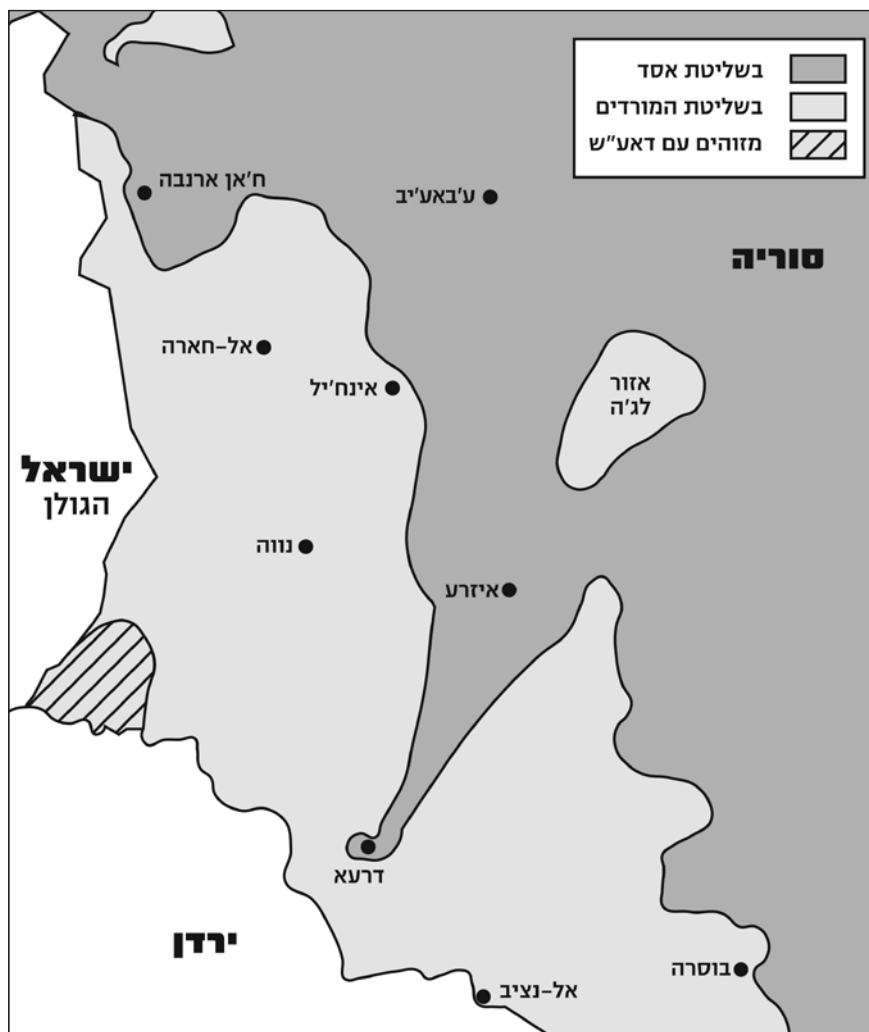 בשליטת אסד
בשליטת המורדים
מזוהים עם דאע"ש
ח'אן ארנבה
ע'באע'יב
סוריה
אל-חארה
אינח'יל
אזור
לג'ה
ישראל
הגולן
נווה
איזרע
דרעא
ירדן
בוסרה
אל-נציב